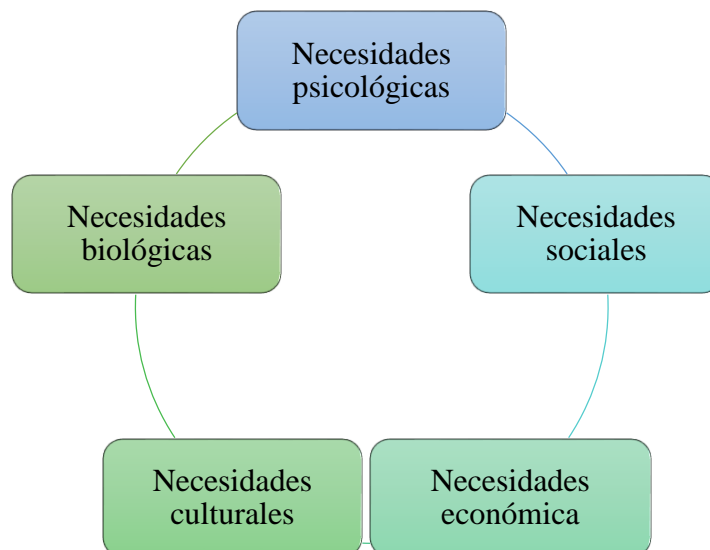 Necesidades
psicológicas
Necesidades
biológicas
Necesidades
sociales
Necesidades
culturales
Necesidades
económica